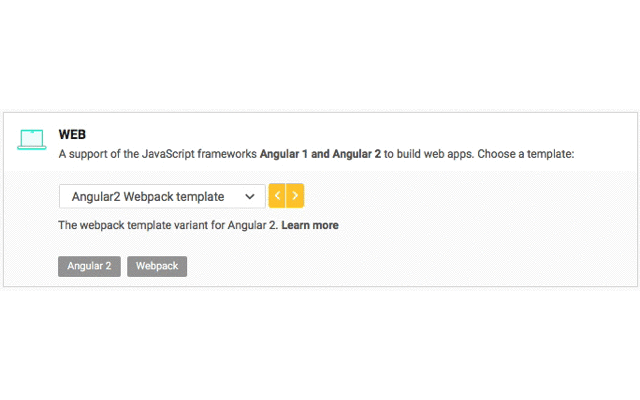 WEB
A support of the JavaScript frameworks Angular 1 and Angular 2 to build web apps. Choose a template:
Angular2 Webpack template
The webpack template variant for Angular 2. Learn more
Angular 2 Webpack